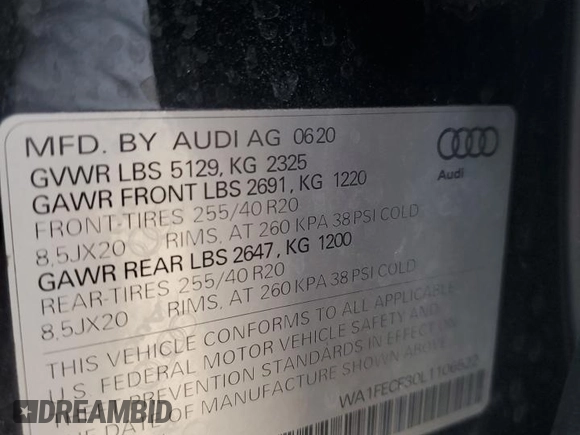 MFD. BY AUDI AG 0620
GVWR LBS 5129, KG 2325
GAWR FRONT LBS 2691, KG 1220
FRONT-TIRES 255/40 R20
8,5JX20 RIMS, AT 260 KPA 38 PSI COLD
GAWR REAR LBS 2647, KG 1200
REAR-TIRES 255/40 R20
8,5JX20 RIMS, AT 260 KPA 38 PSI COLD
Audi
THIS VEHICLE CONFORMS TO ALL APPLICABLE
U.S. FEDERAL MOTOR VEHICLE SAFETY AND
PREVENTION STANDARDS IN EFFECT ON
DATE OF MANUFACTURE SHOWN ABOVE.
DREAMBID